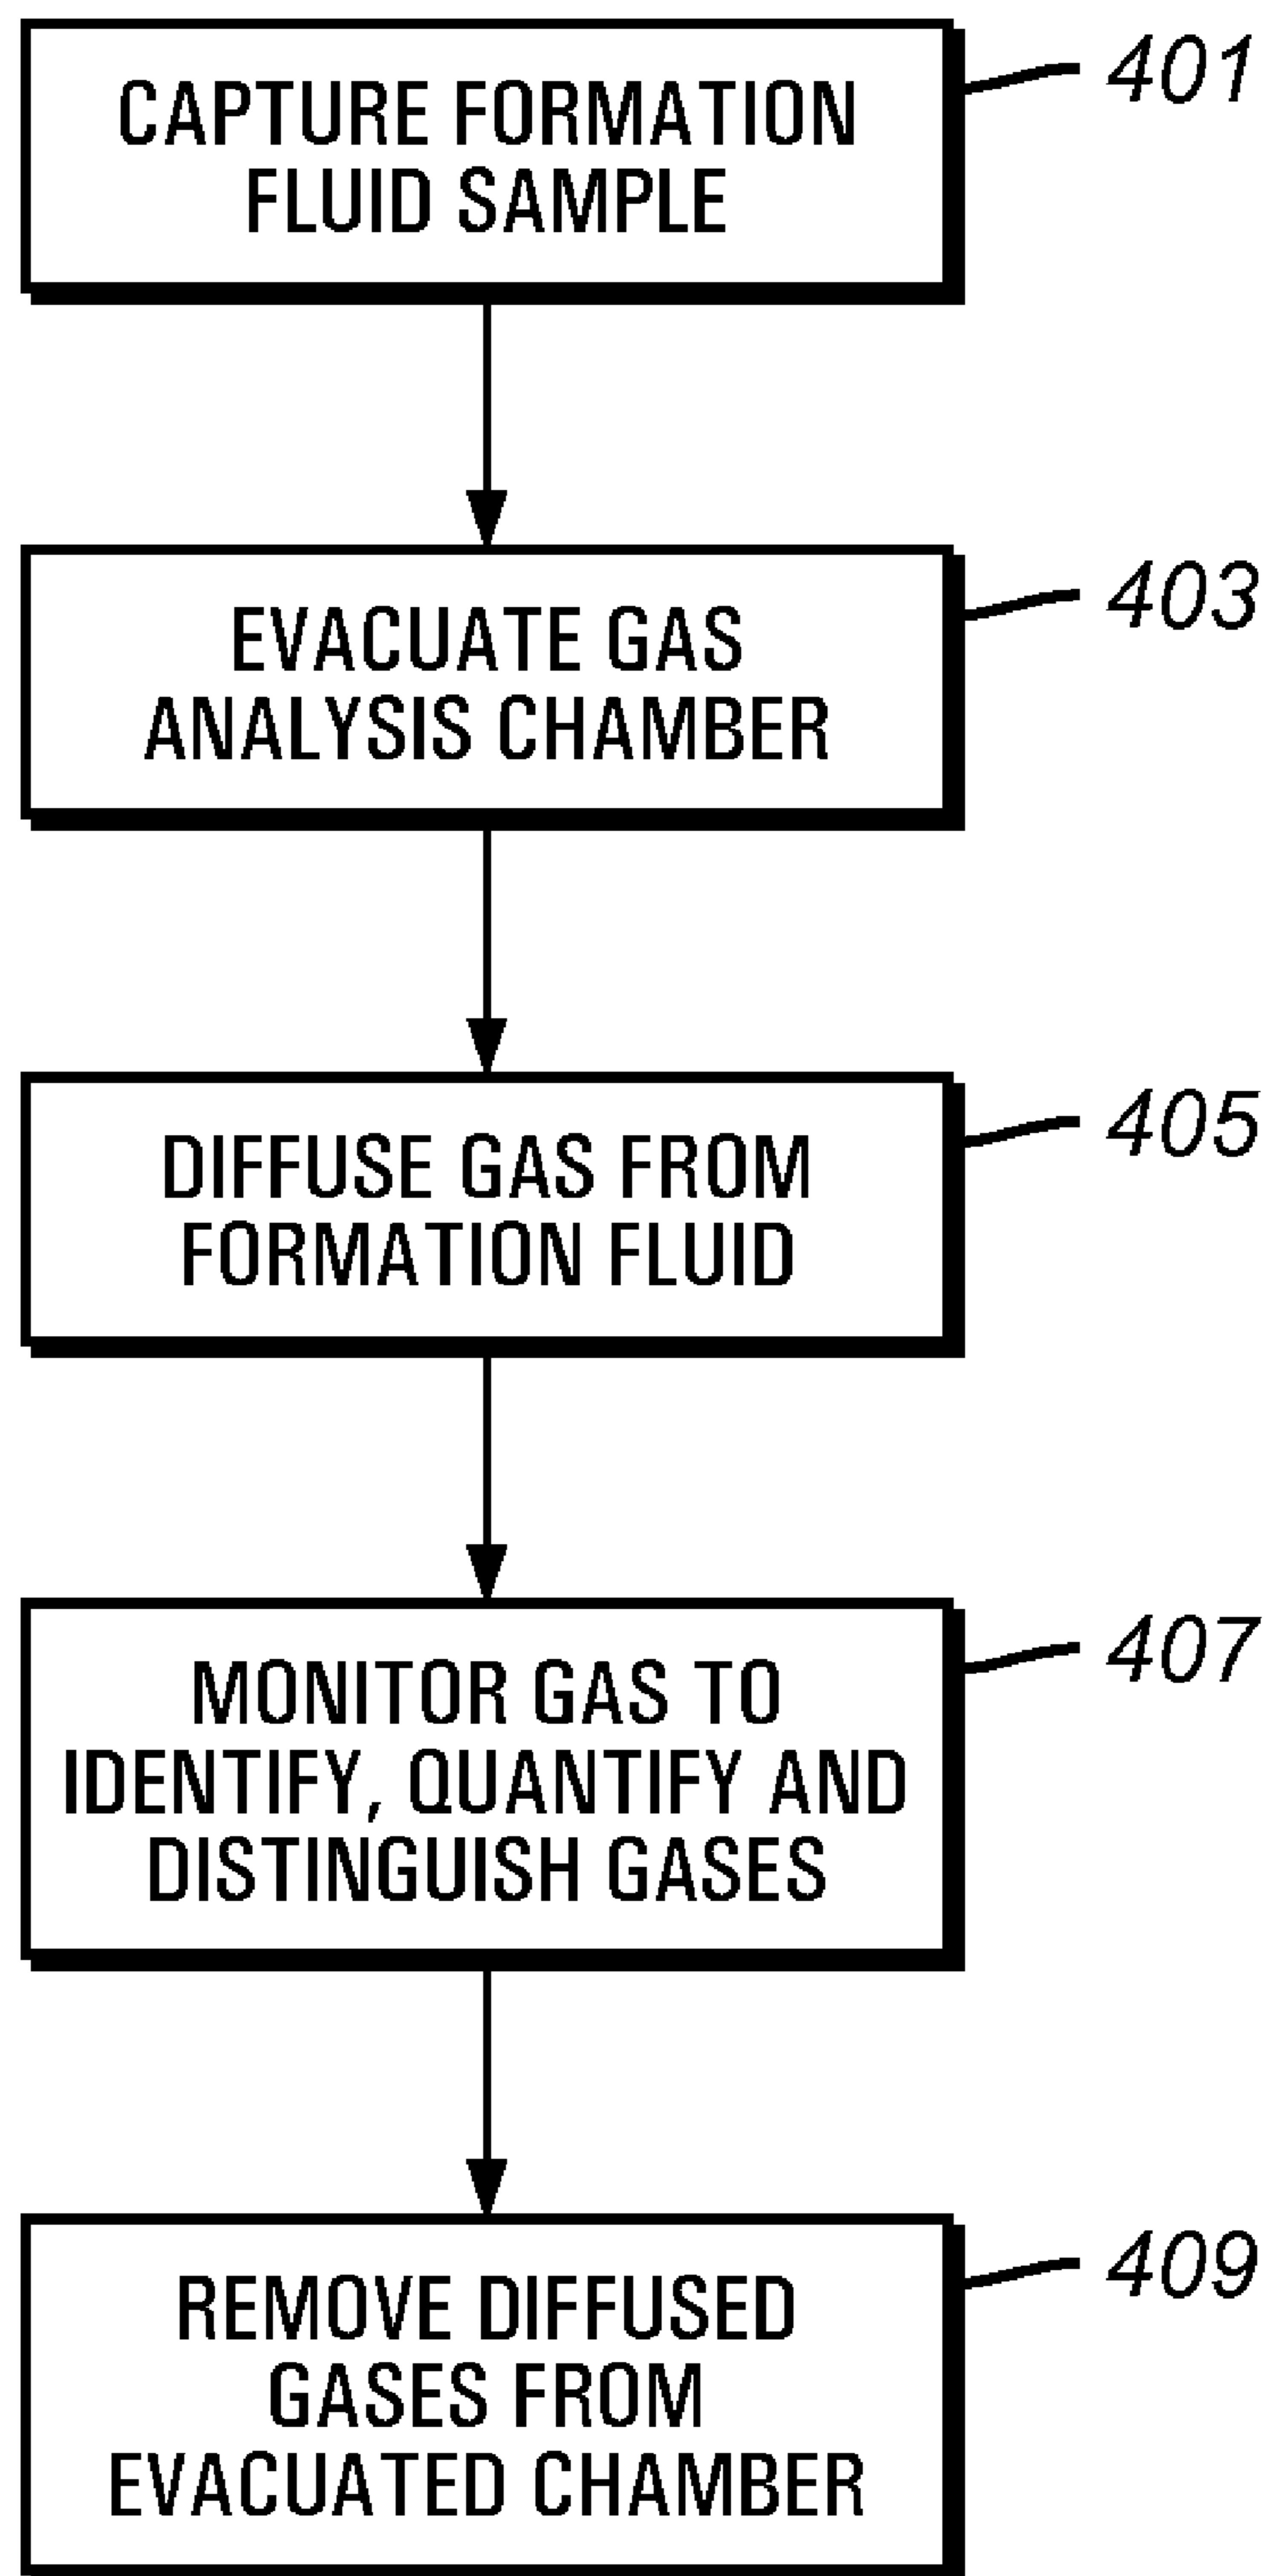 CAPTURE FORMATION
FLUID SAMPLE
401
EVACUATE GAS
ANALYSIS CHAMBER
403
DIFFUSE GAS FROM
FORMATION FLUID
405
MONITOR GAS TO
IDENTIFY, QUANTIFY AND
DISTINGUISH GASES
407
REMOVE DIFFUSED
GASES FROM
EVACUATED CHAMBER
409